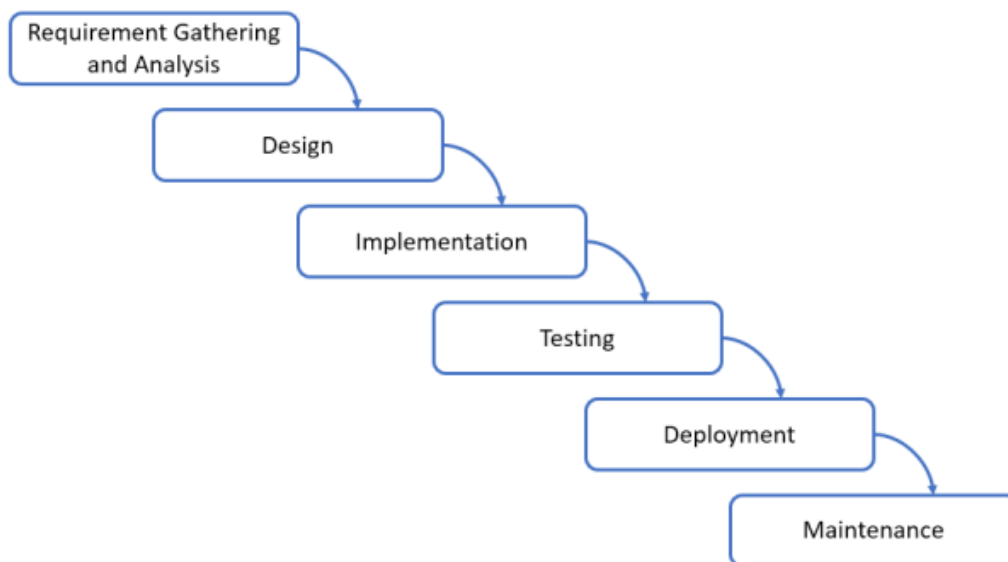 Requirement Gathering
and Analysis
Design
Implementation
Testing
Deployment
Maintenance